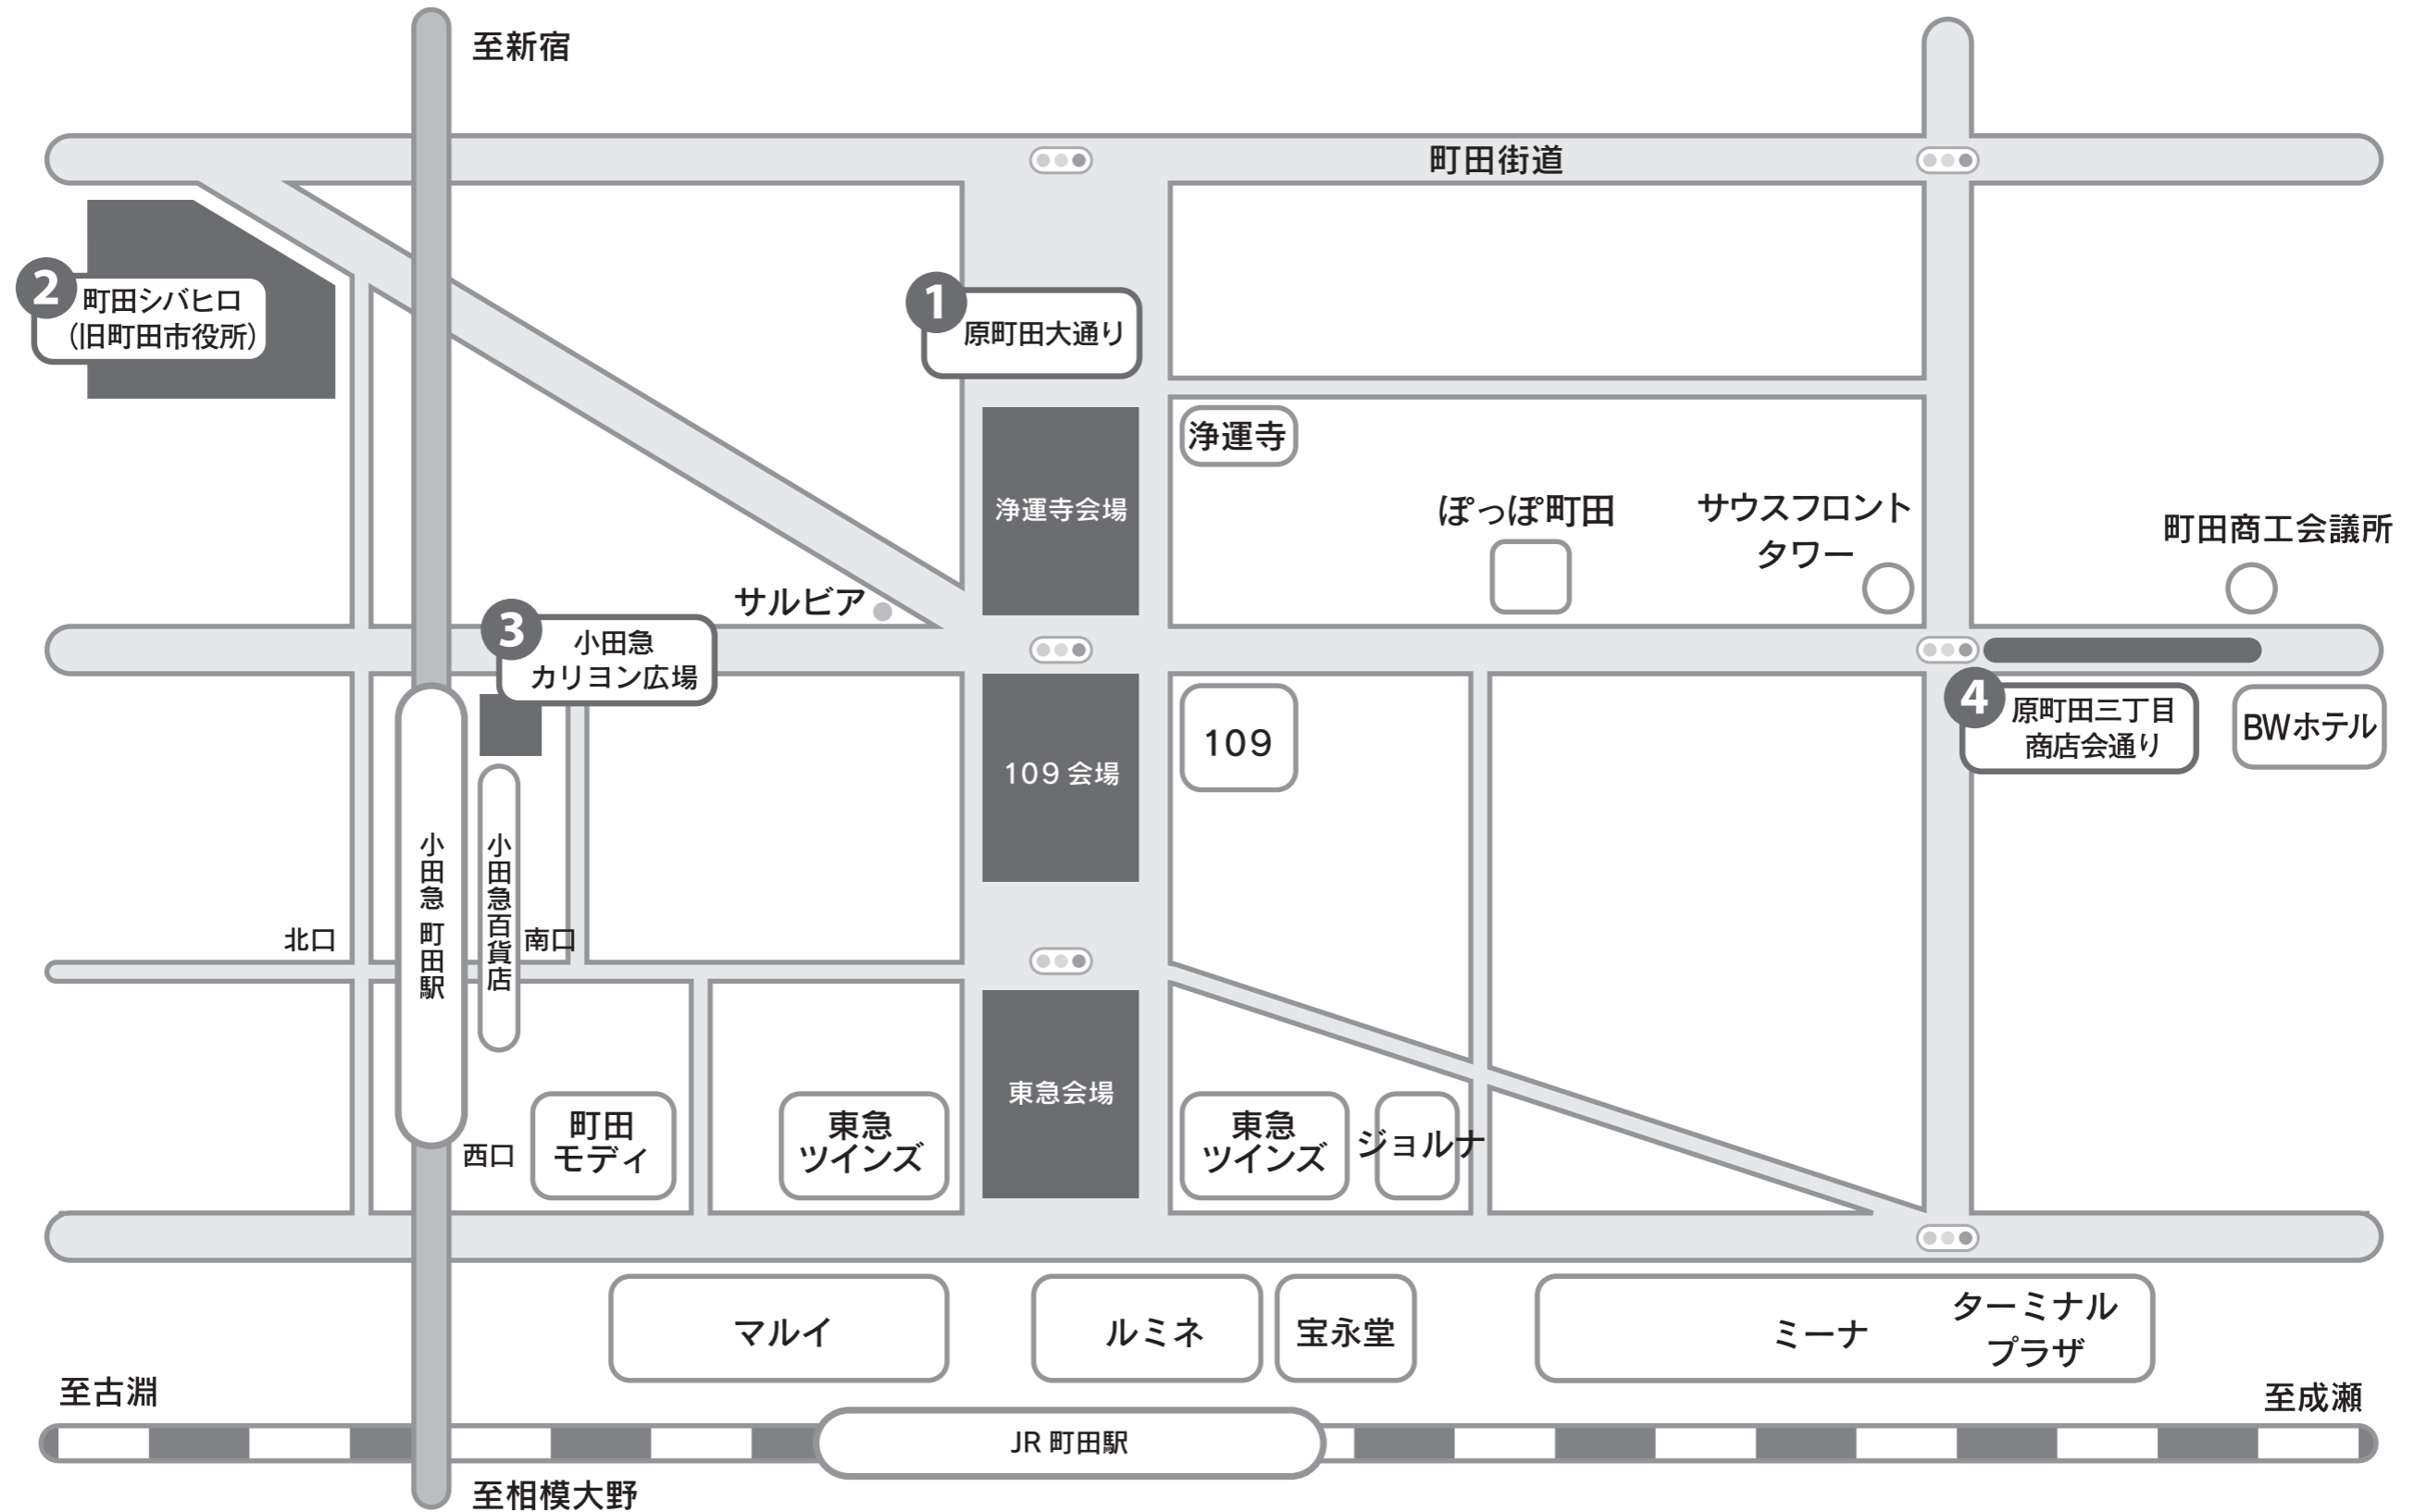 至新宿
町田街道
2
町田シバヒロ
(旧町田市役所)
1
原町田大通り
浄運寺
浄運寺会場
ぽっぽ町田
サウスフロント
タワー
町田商工会議所
サルビア
3
小田急
カリヨン広場
4
原町田三丁目
商店会通り
BWホテル
109
109 会場
小田急 町田駅
小田急百貨店
北口
南口
東急会場
西口
町田
モディ
東急
ツインズ
東急
ツインズ
ジョルナ
マルイ
ルミネ
宝永堂
ミーナ
ターミナル
プラザ
至古淵
至成瀬
JR 町田駅
至相模大野